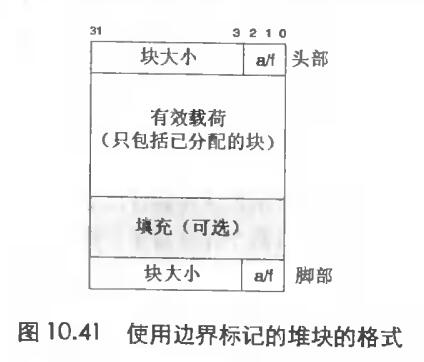 31 3 2 1 0
块大小 a/f 头部
有效载荷
（只包括已分配的块）
填充（可选）
块大小 a/f 脚部
图 10.41 使用边界标记的堆块的格式